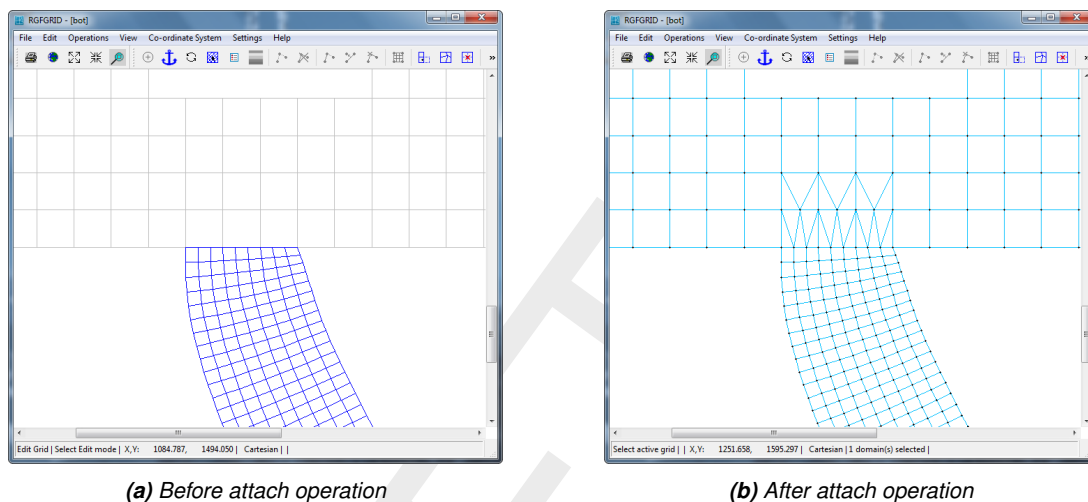 RGFGRID - [bot]
File Edit Operations View Co-ordinate System Settings Help
»
Edit Grid | Select Edit mode | X,Y: 1084.787, 1494.050 | Cartesian | |
(a) Before attach operation
RGFGRID - [bot]
File Edit Operations View Co-ordinate System Settings Help
»
Select active grid | | X,Y: 1251.658, 1595.297 | Cartesian | 1 domain(s) selected |
(b) After attach operation